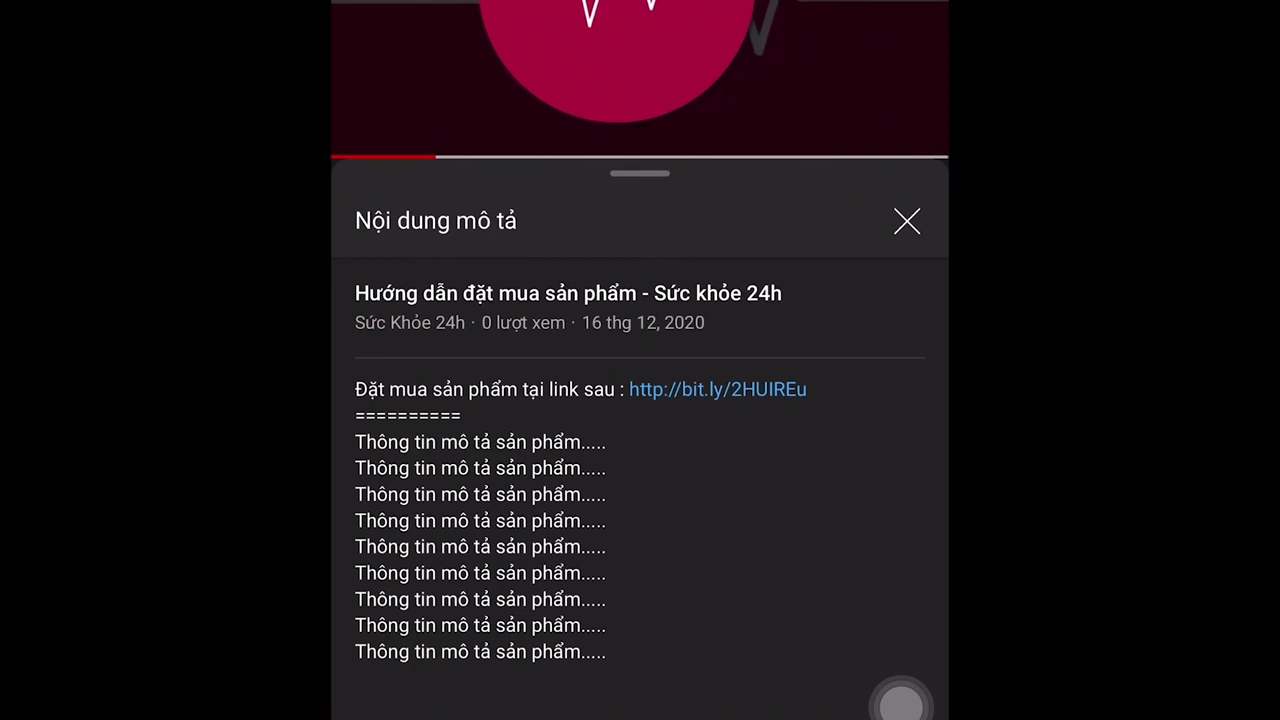 Nội dung mô tả
Hướng dẫn đặt mua sản phẩm - Sức khỏe 24h
Sức Khỏe 24h · 0 lượt xem · 16 thg 12, 2020
Đặt mua sản phẩm tại link sau : http://bit.ly/2HUIREu
==========
Thông tin mô tả sản phẩm.....
Thông tin mô tả sản phẩm.....
Thông tin mô tả sản phẩm.....
Thông tin mô tả sản phẩm.....
Thông tin mô tả sản phẩm.....
Thông tin mô tả sản phẩm.....
Thông tin mô tả sản phẩm.....
Thông tin mô tả sản phẩm.....
Thông tin mô tả sản phẩm.....